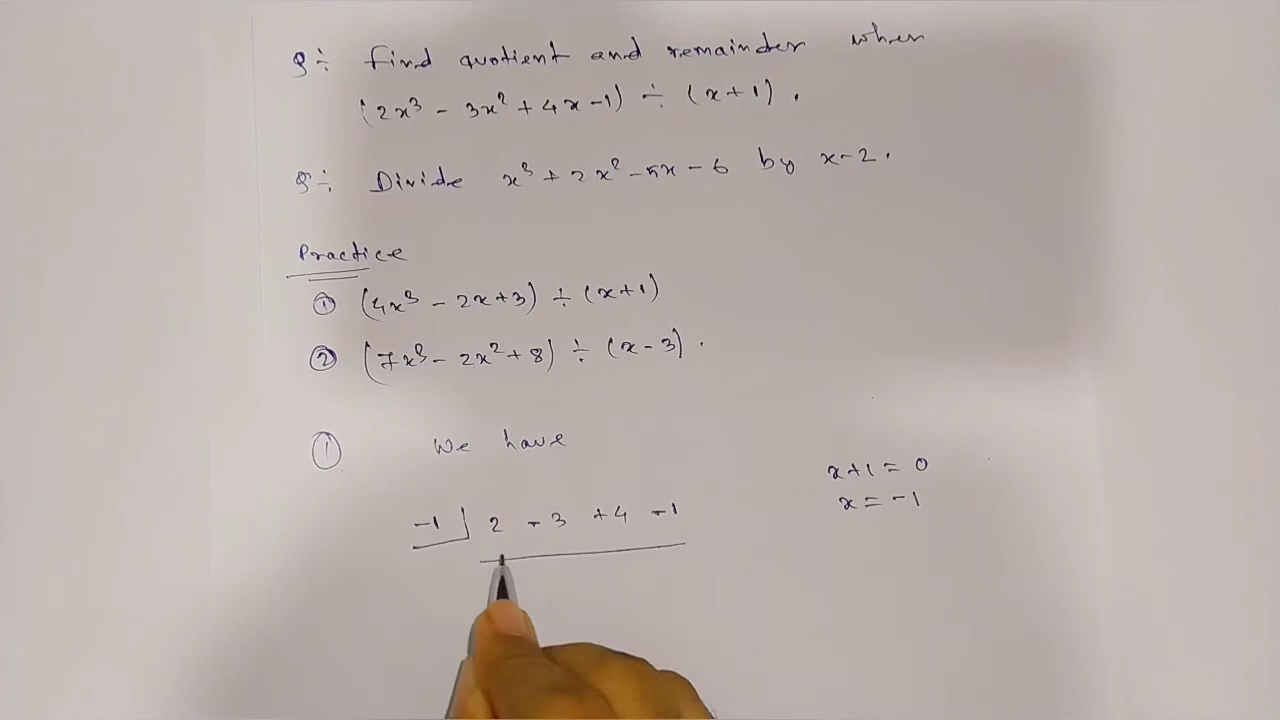 Q÷ Find quotient and remainder when
(2x³ - 3x² + 4x - 1) ÷ (x+1).
Q÷ Divide x³ + 2x² - 5x - 6 by x-2.
Practice
① (4x³ - 2x + 3) ÷ (x+1)
② (7x³ - 2x² + 8) ÷ (x-3).
① We have
x+1 = 0
x = -1
-1 | 2 -3 +4 -1